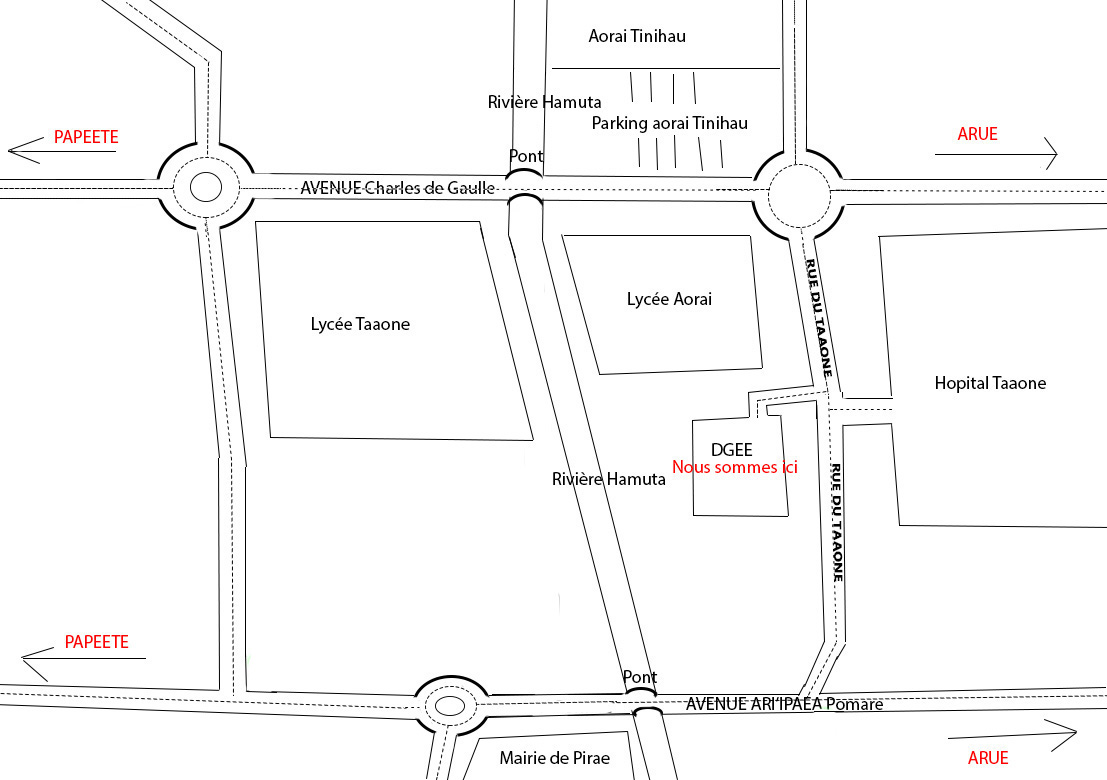 Aorai Tinihau
Rivière Hamuta
Parking aorai Tinihau
PAPEETE
ARUE
Pont
AVENUE Charles de Gaulle
RUE DU TAAONE
Lycée Aorai
Lycée Taaone
Hopital Taaone
DGEE
Nous sommes ici
Rivière Hamuta
RUE DU TAAONE
PAPEETE
Pont
AVENUE ARI'IPAEA Pomare
Mairie de Pirae
ARUE